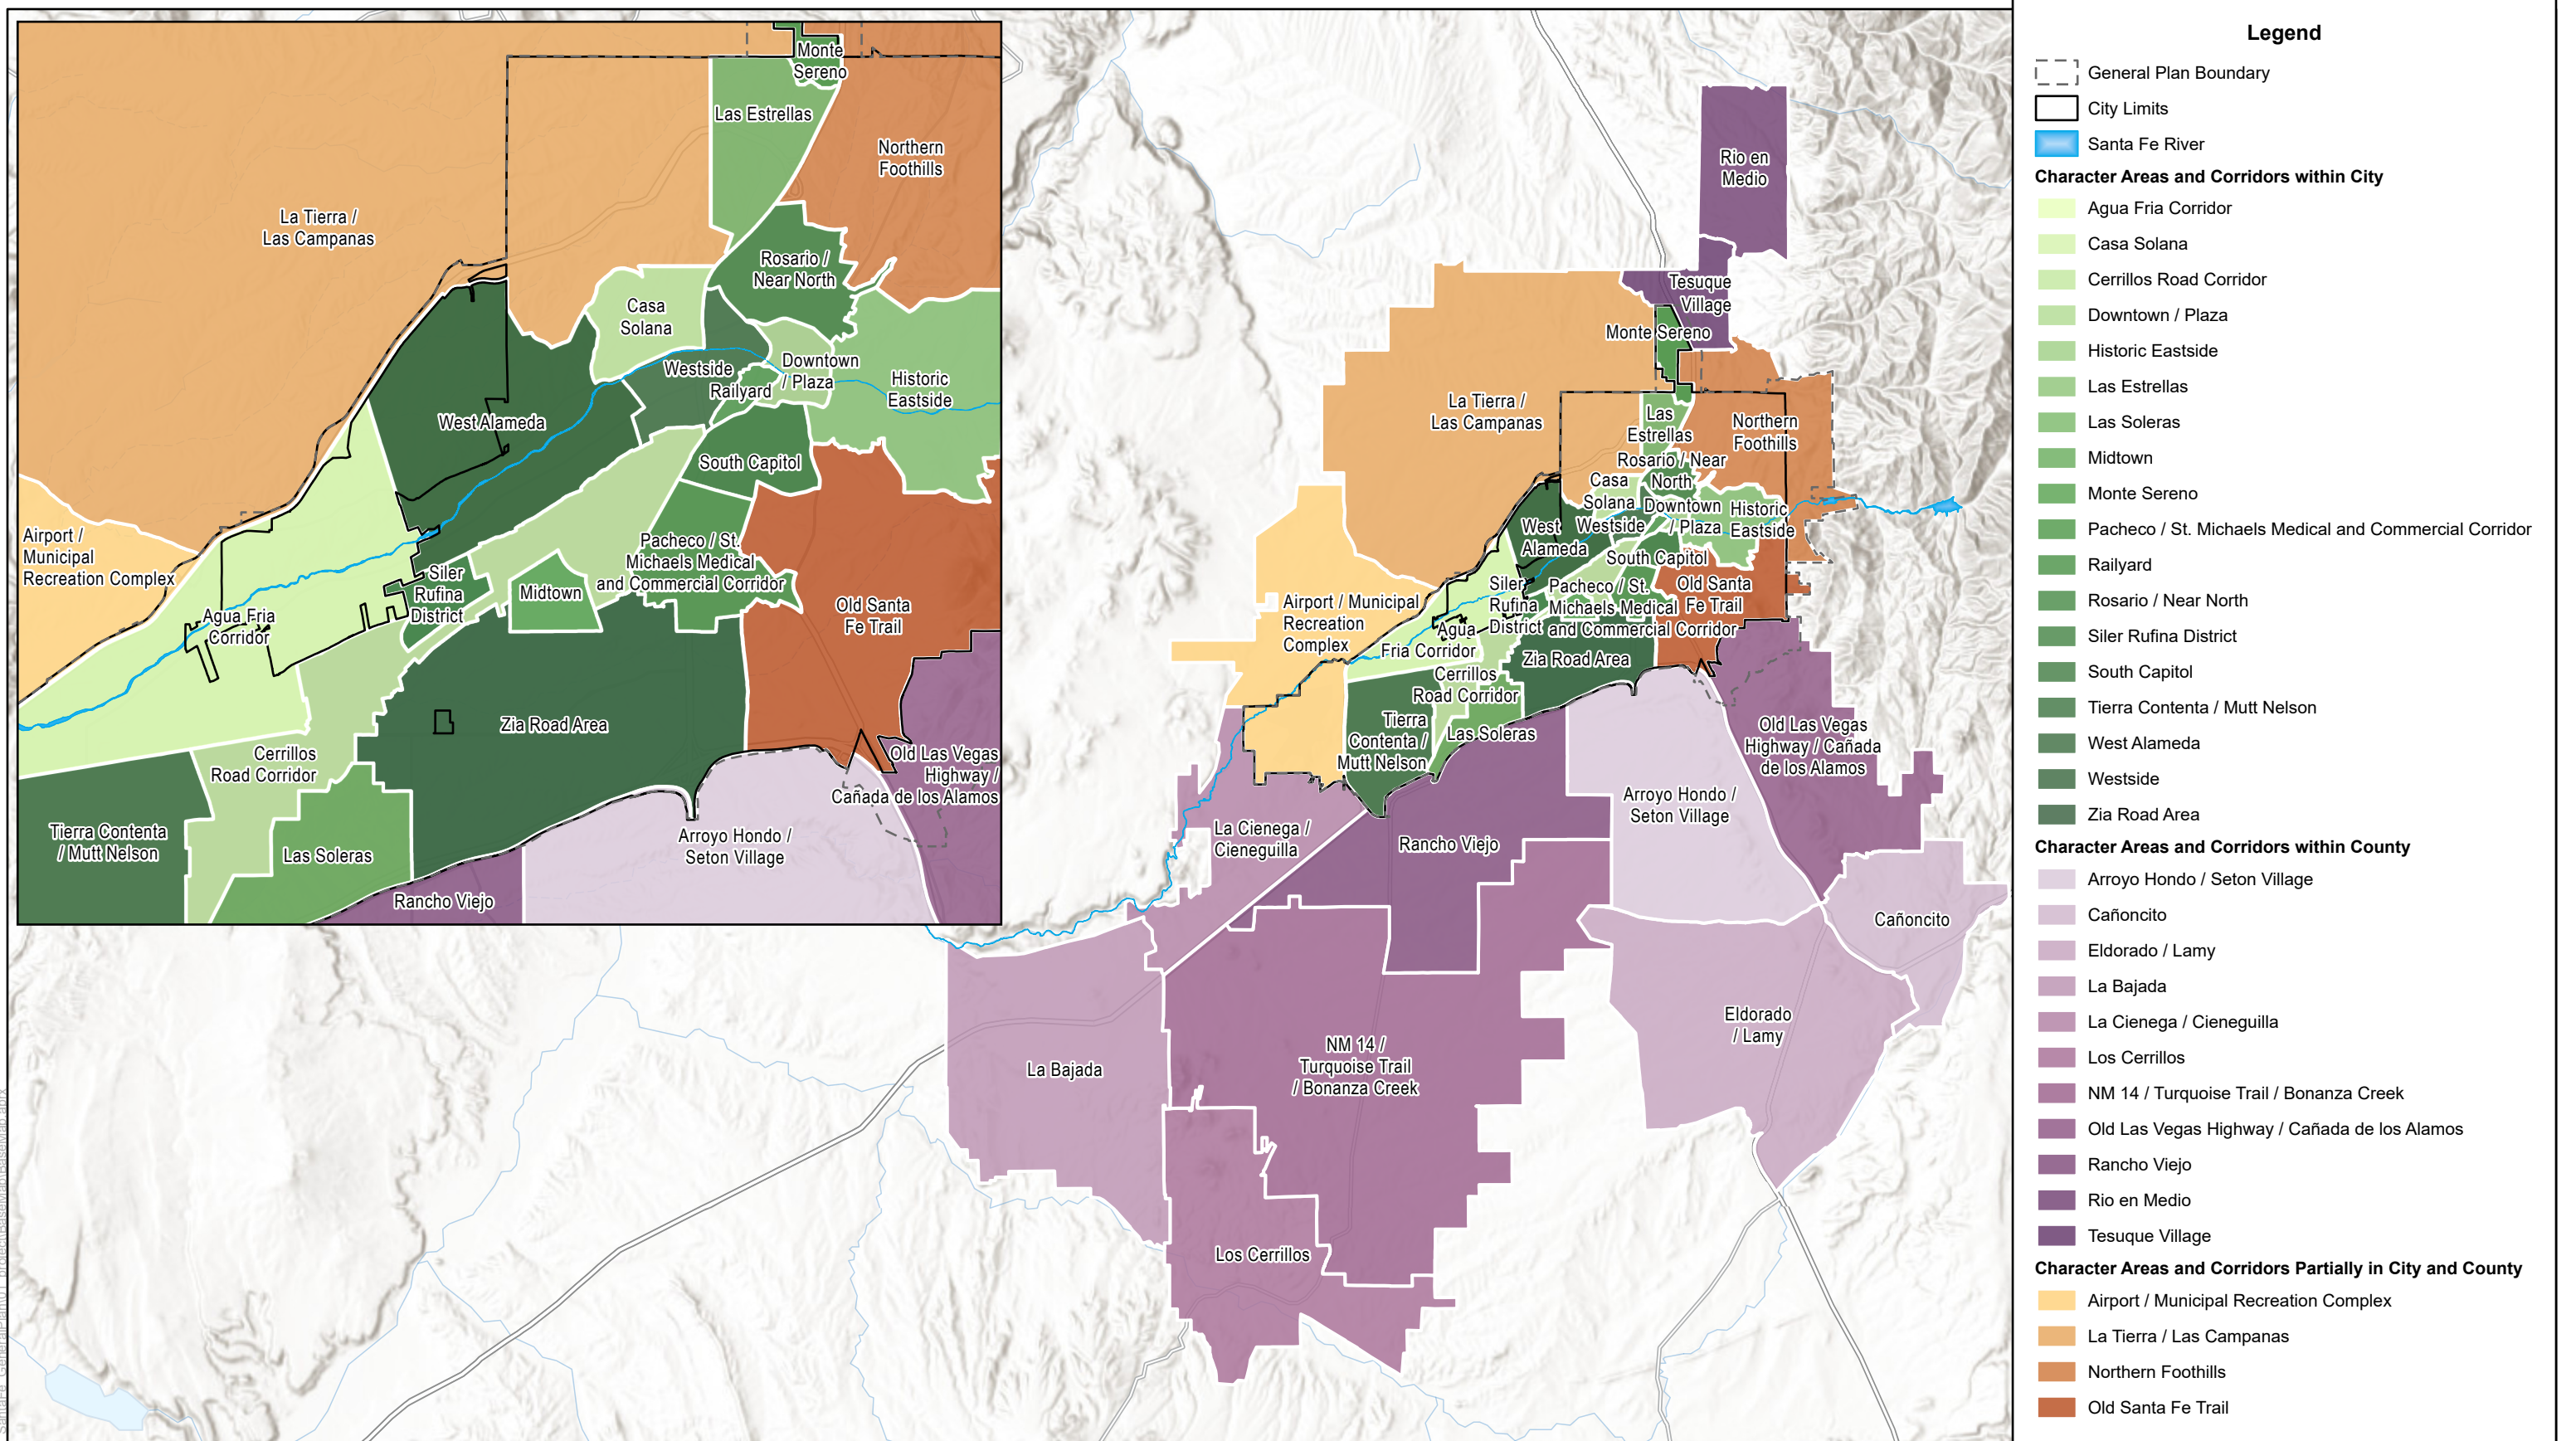 Monte
Sereno
Las Estrellas
Northern
Foothills
La Tierra /
Las Campanas
Rosario /
Near North
Casa
Solana
Downtown
/ Plaza
Westside
Railyard
Historic
Eastside
West Alameda
South Capitol
Airport /
Municipal
Recreation Complex
Pacheco / St.
Michaels Medical
and Commercial Corridor
Siler
Rufina
District
Midtown
Agua Fria
Corridor
Old Santa
Fe Trail
Zia Road Area
Cerrillos
Road Corridor
Old Las Vegas
Highway /
Cañada de los Alamos
Tierra Contenta
/ Mutt Nelson
Las Soleras
Arroyo Hondo /
Seton Village
Rancho Viejo
Rio en
Medio
Tesuque
Village
Monte Sereno
La Tierra /
Las Campanas
Las
Estrellas
Northern
Foothills
Rosario / Near
North
Casa
Solana
Downtown
/ Plaza
Historic
Eastside
West
Alameda
Westside
South Capitol
Siler
Rufina
District
Pacheco / St.
Michaels Medical
and Commercial Corridor
Old Santa
Fe Trail
Airport / Municipal
Recreation
Complex
Agua
Fria Corridor
Zia Road Area
Cerrillos
Road Corridor
Tierra
Contenta /
Mutt Nelson
Las Soleras
Old Las Vegas
Highway / Cañada
de los Alamos
Arroyo Hondo /
Seton Village
La Cienega /
Cieneguilla
Rancho Viejo
Cañoncito
Eldorado
/ Lamy
La Bajada
NM 14 /
Turquoise Trail
/ Bonanza Creek
Los Cerrillos
Legend
General Plan Boundary
City Limits
Santa Fe River
Character Areas and Corridors within City
Agua Fria Corridor
Casa Solana
Cerrillos Road Corridor
Downtown / Plaza
Historic Eastside
Las Estrellas
Las Soleras
Midtown
Monte Sereno
Pacheco / St. Michaels Medical and Commercial Corridor
Railyard
Rosario / Near North
Siler Rufina District
South Capitol
Tierra Contenta / Mutt Nelson
West Alameda
Westside
Zia Road Area
Character Areas and Corridors within County
Arroyo Hondo / Seton Village
Cañoncito
Eldorado / Lamy
La Bajada
La Cienega / Cieneguilla
Los Cerrillos
NM 14 / Turquoise Trail / Bonanza Creek
Old Las Vegas Highway / Cañada de los Alamos
Rancho Viejo
Rio en Medio
Tesuque Village
Character Areas and Corridors Partially in City and County
Airport / Municipal Recreation Complex
La Tierra / Las Campanas
Northern Foothills
Old Santa Fe Trail